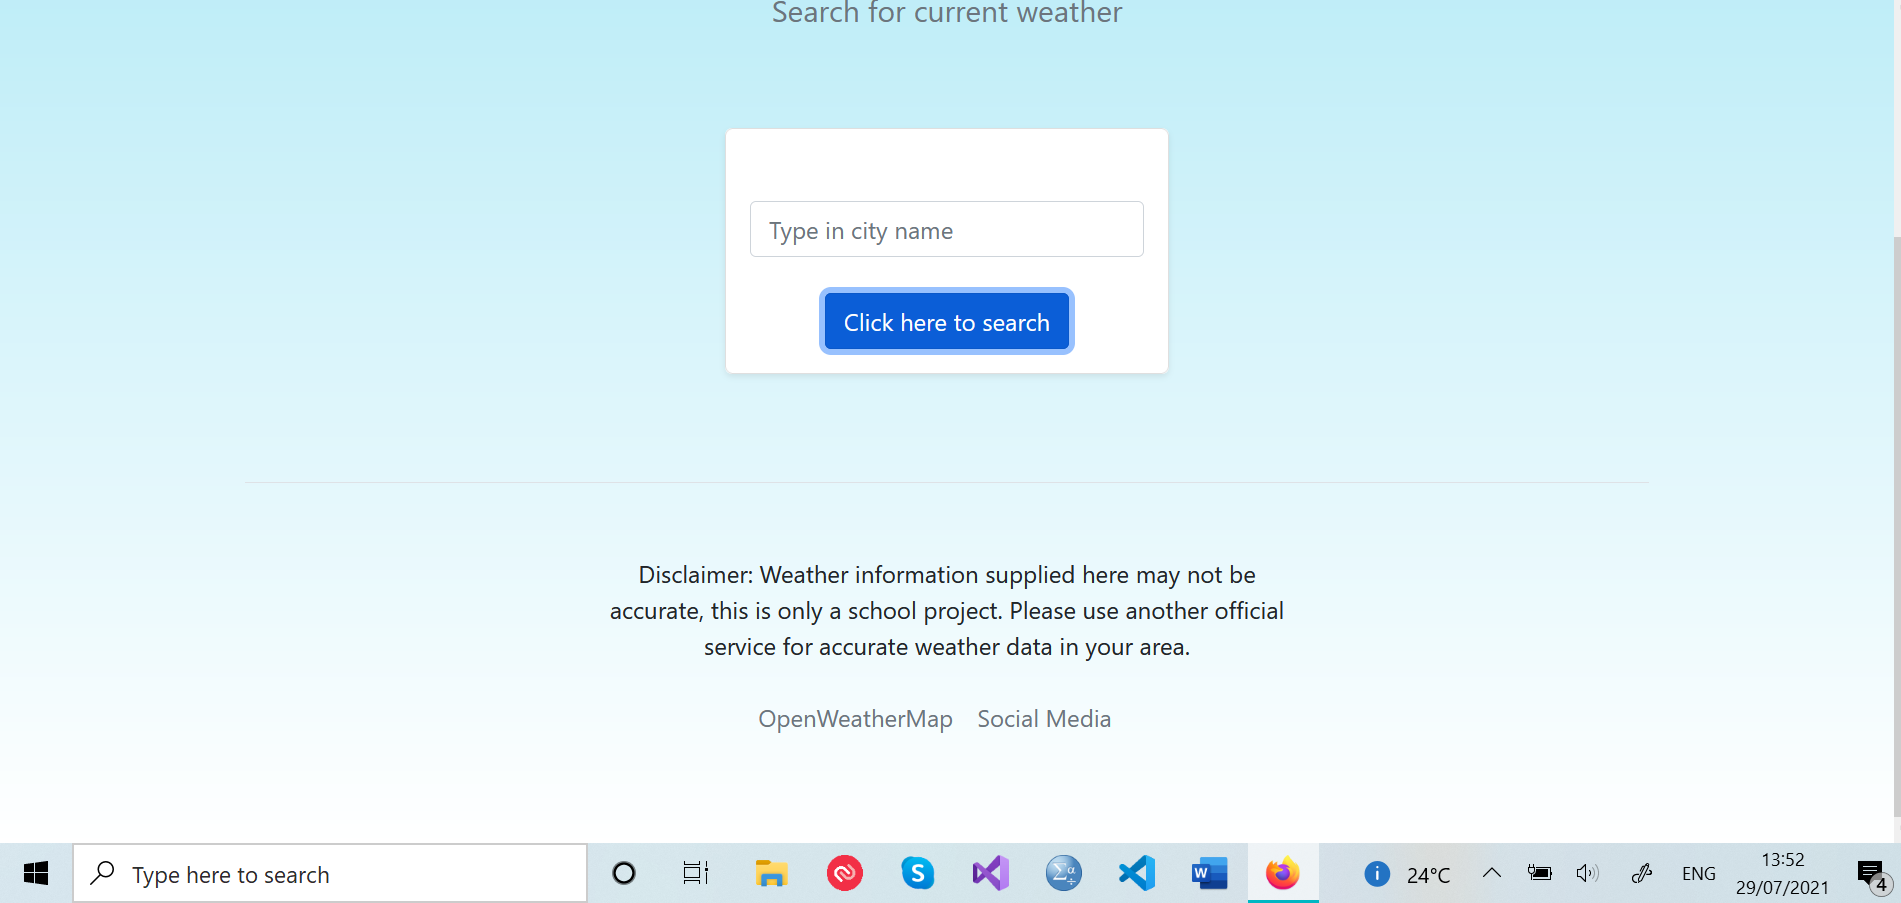 Search for current weather
Type in city name
Click here to search
Disclaimer: Weather information supplied here may not be
accurate, this is only a school project. Please use another official
service for accurate weather data in your area.
OpenWeatherMap Social Media
Type here to search
S
Σα÷
W
24°C
ENG
13:52
29/07/2021
4